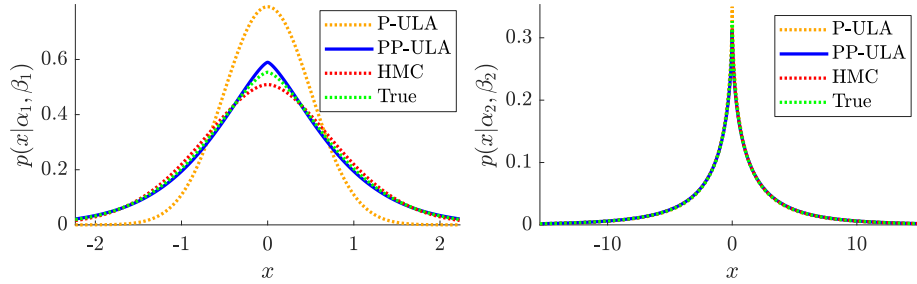 p(x|α₁, β₁)
0.6
0.4
0.2
0
-2
-1
0
1
2
x
P-ULA
PP-ULA
HMC
True
p(x|α₂, β₂)
0.3
0.2
0.1
0
-10
0
10
x
P-ULA
PP-ULA
HMC
True